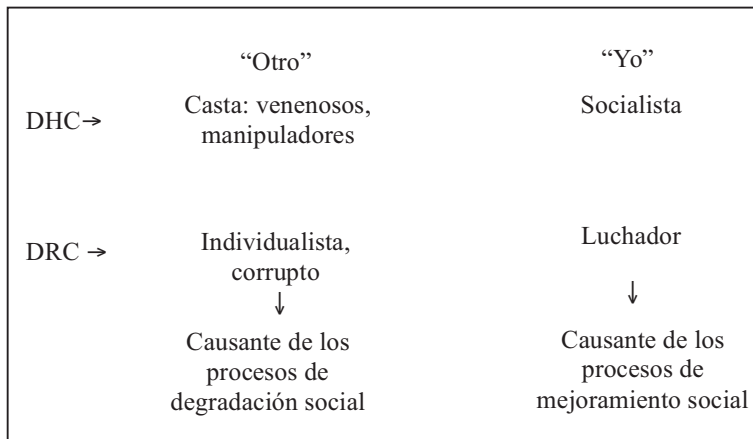 “Otro” “Yo”
DHC→ Casta: venenosos, Socialista
manipuladores
DRC → Individualista, Luchador
corrupto
↓ ↓
Causante de los Causante de los
procesos de procesos de
degradación social mejoramiento social